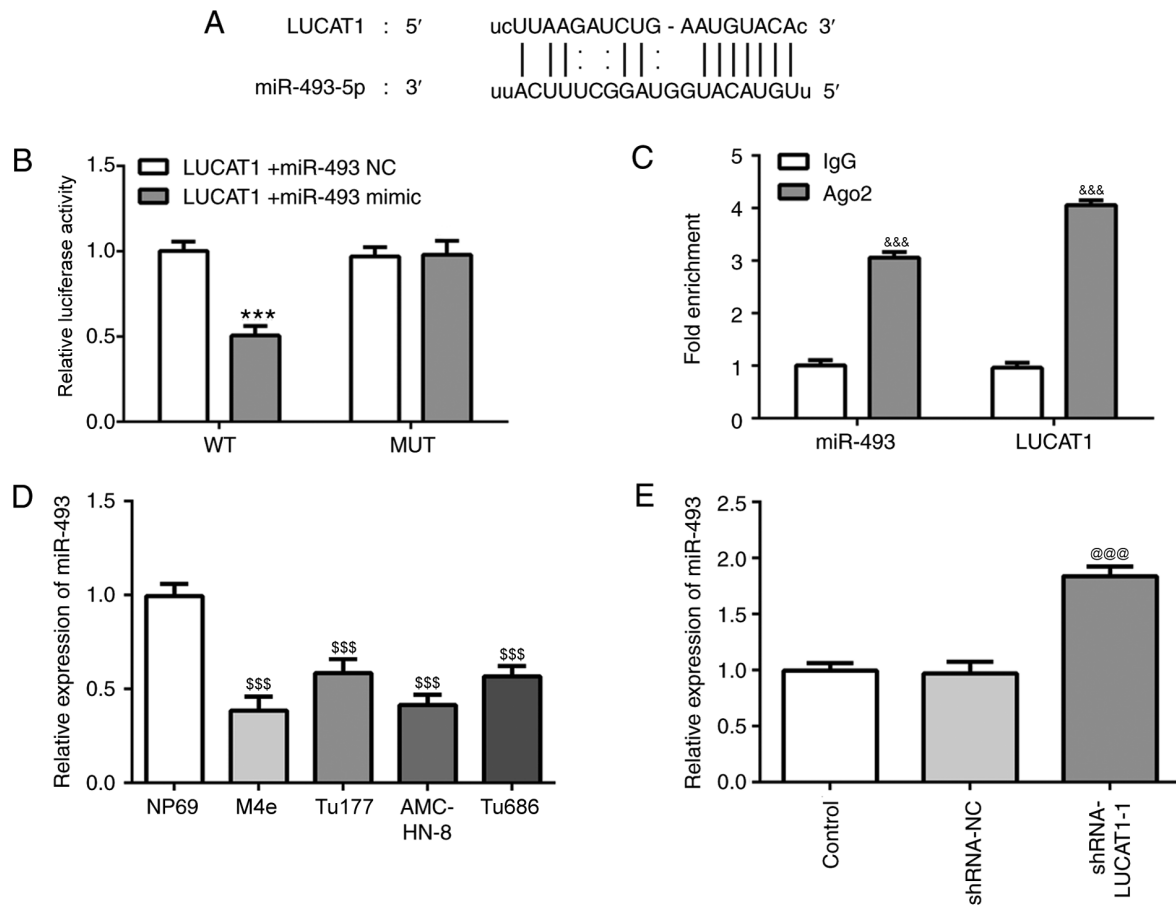 A
LUCAT1 : 5′ ucUUAAGAUCUG - AAUGUACAc 3′
miR-493-5p : 3′ uuACUUUCGGAUGGUACAUGUu 5′
B
LUCAT1 +miR-493 NC
LUCAT1 +miR-493 mimic
Relative luciferase activity
1.5
1.0
0.5
0.0
***
WT
MUT
C
IgG
Ago2
Fold enrichment
5
4
3
2
1
0
&&&
&&&
miR-493
LUCAT1
D
Relative expression of miR-493
1.5
1.0
0.5
0.0
$$$
$$$
$$$
$$$
NP69
M4e
Tu177
AMC-
HN-8
Tu686
E
Relative expression of miR-493
2.5
2.0
1.5
1.0
0.5
0.0
@@@
Control
shRNA-NC
shRNA-
LUCAT1-1